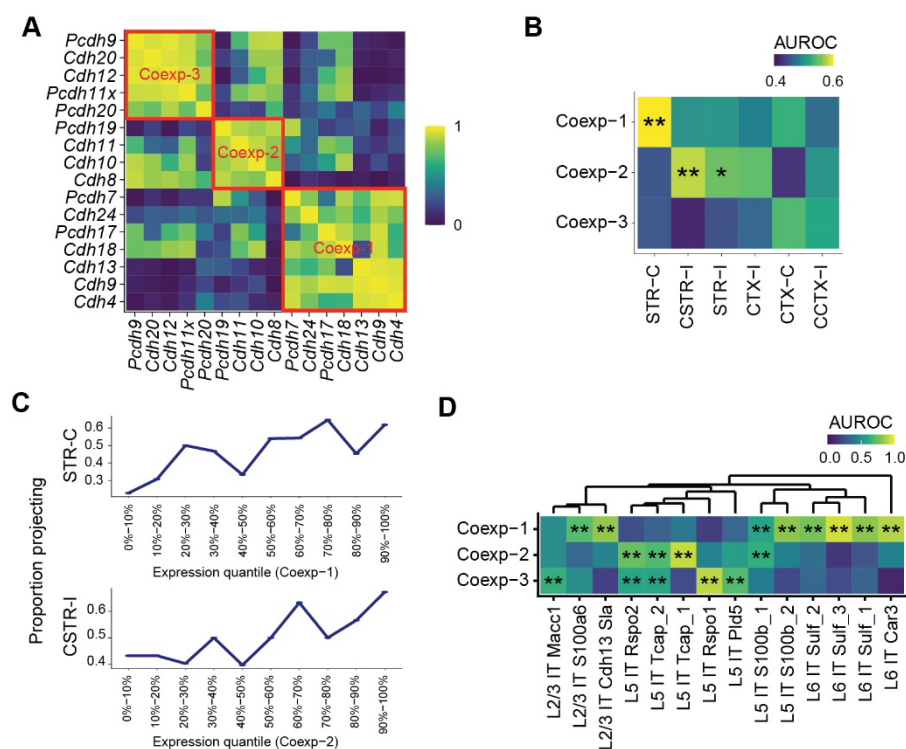 A
Pcdh9
Cdh20
Cdh12
Pcdh11x
Pcdh20
Pcdh19
Cdh11
Cdh10
Cdh8
Pcdh7
Cdh24
Pcdh17
Cdh18
Cdh13
Cdh9
Cdh4
Coexp-3
Coexp-2
Coexp-1
1
0
Pcdh9
Cdh20
Cdh12
Pcdh11x
Pcdh20
Pcdh19
Cdh11
Cdh10
Cdh8
Pcdh7
Cdh24
Pcdh17
Cdh18
Cdh13
Cdh9
Cdh4
B
AUROC
0.4 0.6
Coexp-1 **
Coexp-2 ** *
Coexp-3
STR-C
CSTR-I
STR-I
CTX-I
CTX-C
CCTX-I
C
Proportion projecting
STR-C
0.6
0.5
0.4
0.3
0%-10%
10%-20%
20%-30%
30%-40%
40%-50%
50%-60%
60%-70%
70%-80%
80%-90%
90%-100%
Expression quantile (Coexp-1)
CSTR-I
0.6
0.5
0.4
0%-10%
10%-20%
20%-30%
30%-40%
40%-50%
50%-60%
60%-70%
70%-80%
80%-90%
90%-100%
Expression quantile (Coexp-2)
D
AUROC
0.0 0.5 1.0
Coexp-1 ** ** ** ** ** ** ** **
Coexp-2 ** ** ** **
Coexp-3 ** ** ** ** **
L2/3 IT Macc1
L2/3 IT S100a6
L2/3 IT Cdh13 Sla
L5 IT Rspo2
L5 IT Tcap_2
L5 IT Tcap_1
L5 IT Rspo1
L5 IT Pld5
L5 IT S100b_1
L5 IT S100b_2
L6 IT Sulf_2
L6 IT Sulf_3
L6 IT Sulf_1
L6 IT Car3